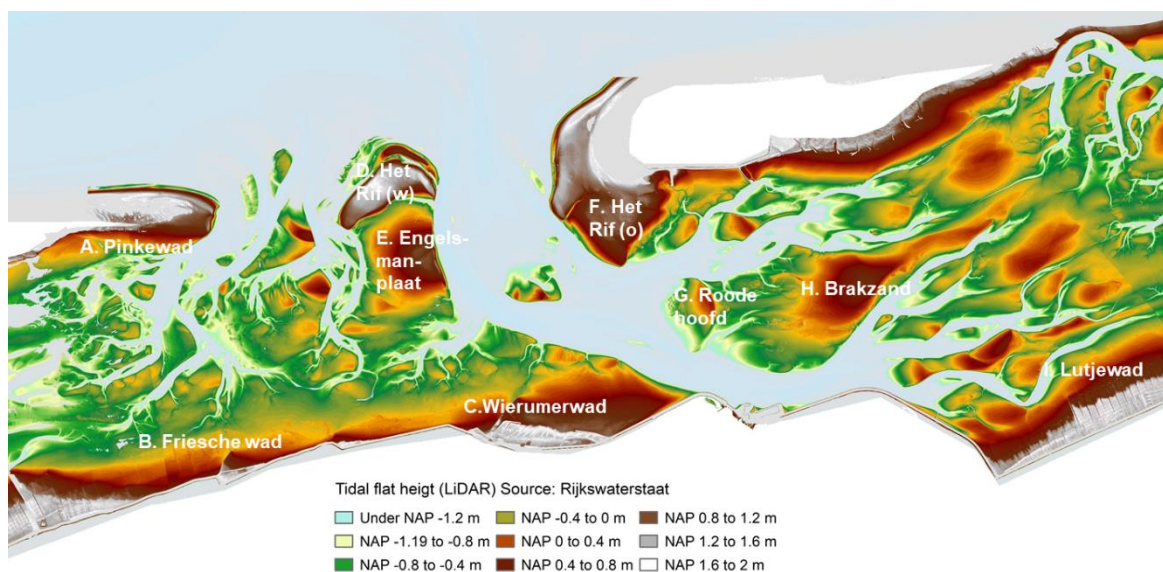 D. Het
Rif (w)
F. Het
Rif (o)
A. Pinkewad
E. Engels-
man-
plaat
G. Roode
hoofd
H. Brakzand
I. Lutjewad
C.Wierumerwad
B. Friesche wad
Tidal flat heigt (LiDAR) Source: Rijkswaterstaat
Under NAP -1.2 m
NAP -1.19 to -0.8 m
NAP -0.8 to -0.4 m
NAP -0.4 to 0 m
NAP 0 to 0.4 m
NAP 0.4 to 0.8 m
NAP 0.8 to 1.2 m
NAP 1.2 to 1.6 m
NAP 1.6 to 2 m